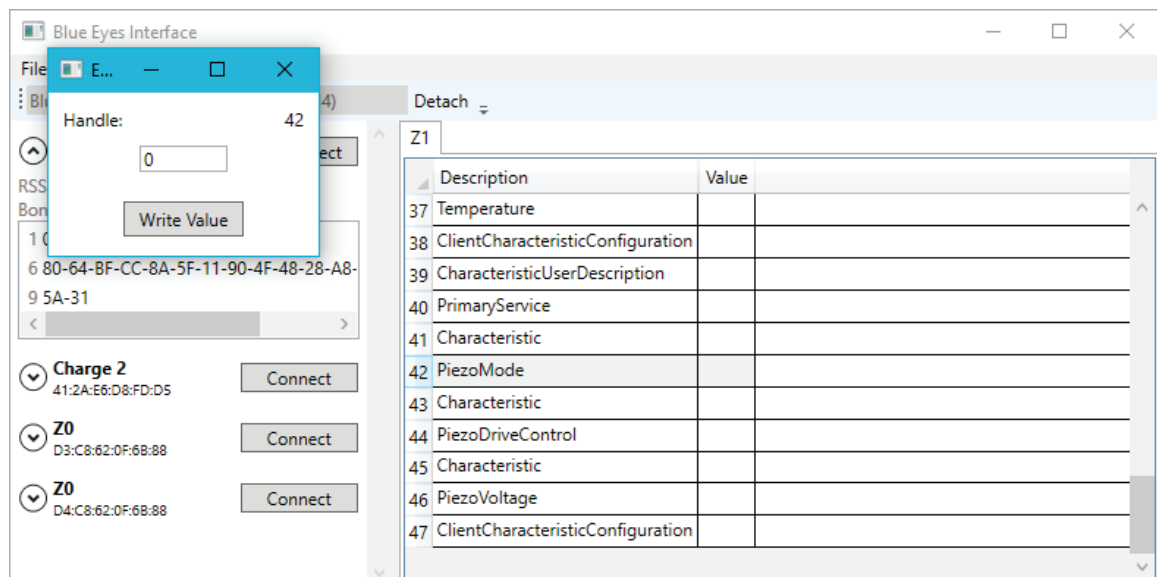 Blue Eyes Interface
File
E...
4)
Detach
Handle: 42
0
Write Value
RSS
Bon
1
6 80-64-BF-CC-8A-5F-11-90-4F-48-28-A8-
9 5A-31
Charge 2
41:2A:E6:D8:FD:D5
Connect
Z0
D3:C8:62:0F:6B:88
Connect
Z0
D4:C8:62:0F:6B:88
Connect
Z1
Description Value
37 Temperature
38 ClientCharacteristicConfiguration
39 CharacteristicUserDescription
40 PrimaryService
41 Characteristic
42 PiezoMode
43 Characteristic
44 PiezoDriveControl
45 Characteristic
46 PiezoVoltage
47 ClientCharacteristicConfiguration